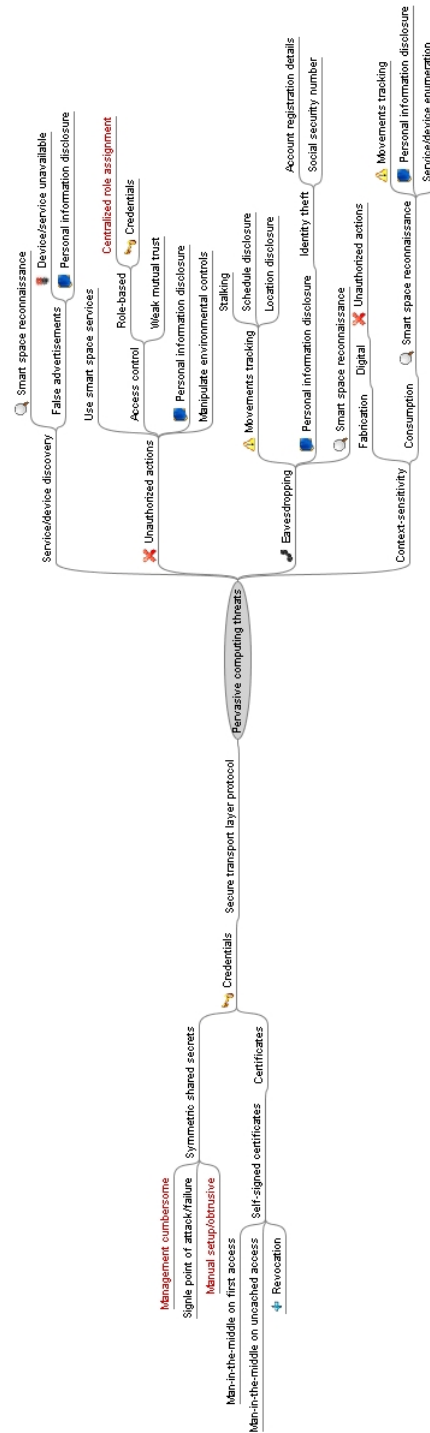 Management cumbersome
Signle point of attack/failure
Manual setup/obtrusive
Symmetric shared secrets
Man-in-the-middle on first access
Man-in-the-middle on uncached access
Revocation
Self-signed certificates
Certificates
Credentials
Secure transport layer protocol
Pervasive computing threats
Service/device discovery
Smart space reconnaissance
False advertisements
Device/service unavailable
Personal information disclosure
Unauthorized actions
Use smart space services
Access control
Role-based
Centralized role assignment
Credentials
Weak mutual trust
Personal information disclosure
Manipulate environmental controls
Eavesdropping
Movements tracking
Stalking
Schedule disclosure
Location disclosure
Personal information disclosure
Identity theft
Account registration details
Social security number
Smart space reconnaissance
Context-sensitivity
Fabrication
Digital
Unauthorized actions
Consumption
Smart space reconnaissance
Movements tracking
Personal information disclosure
Service/device enumeration